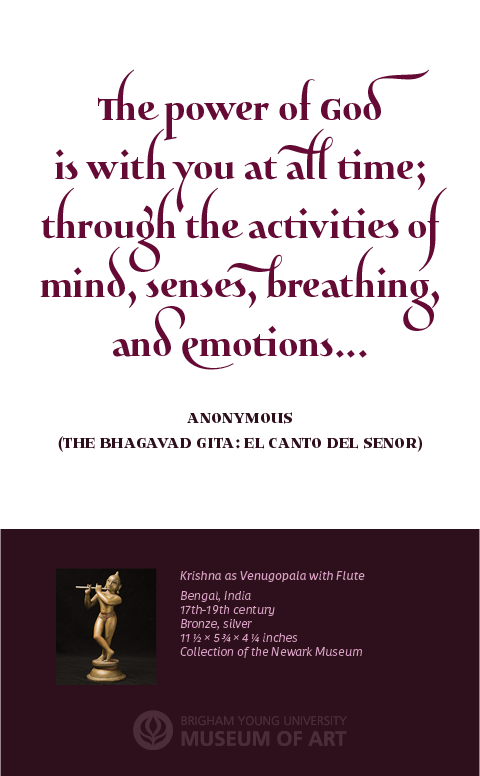 The power of God
is with you at all time;
through the activities of
mind, senses, breathing,
and emotions...
ANONYMOUS
(THE BHAGAVAD GITA: EL CANTO DEL SENOR)
Krishna as Venugopala with Flute
Bengal, India
17th–19th century
Bronze, silver
11 ½ × 5 ¾ × 4 ¼ inches
Collection of the Newark Museum
BRIGHAM YOUNG UNIVERSITY
MUSEUM OF ART